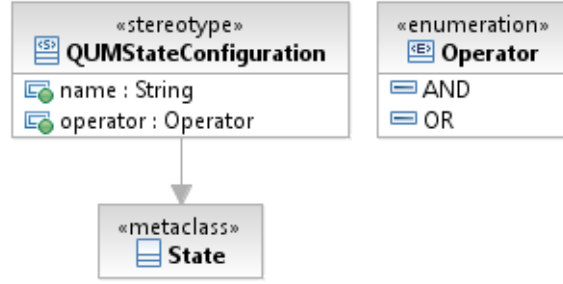 «stereotype»
QUMStateConfiguration
name : String
operator : Operator
«enumeration»
Operator
AND
OR
«metaclass»
State